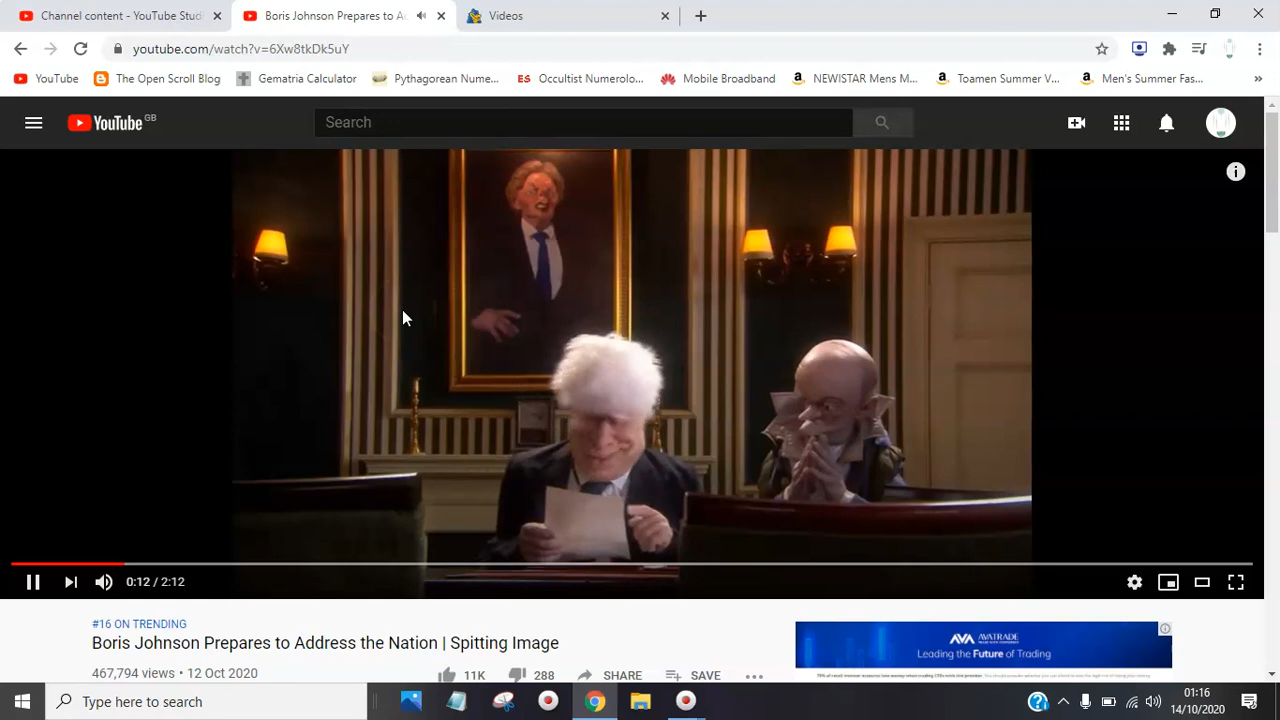 Channel content - YouTube Studi
Boris Johnson Prepares to Ad
Videos
youtube.com/watch?v=6Xw8tkDk5uY
YouTube
The Open Scroll Blog
Gematria Calculator
Pythagorean Nume...
ES Occultist Numerolo...
Mobile Broadband
NEWISTAR Mens M...
Toamen Summer V...
Men's Summer Fas...
YouTube GB
Search
0:12 / 2:12
#16 ON TRENDING
Boris Johnson Prepares to Address the Nation | Spitting Image
467,794 views • 12 Oct 2020
11K
288
SHARE
SAVE
AVATRADE
Leading the Future of Trading
Type here to search
01:16
14/10/2020